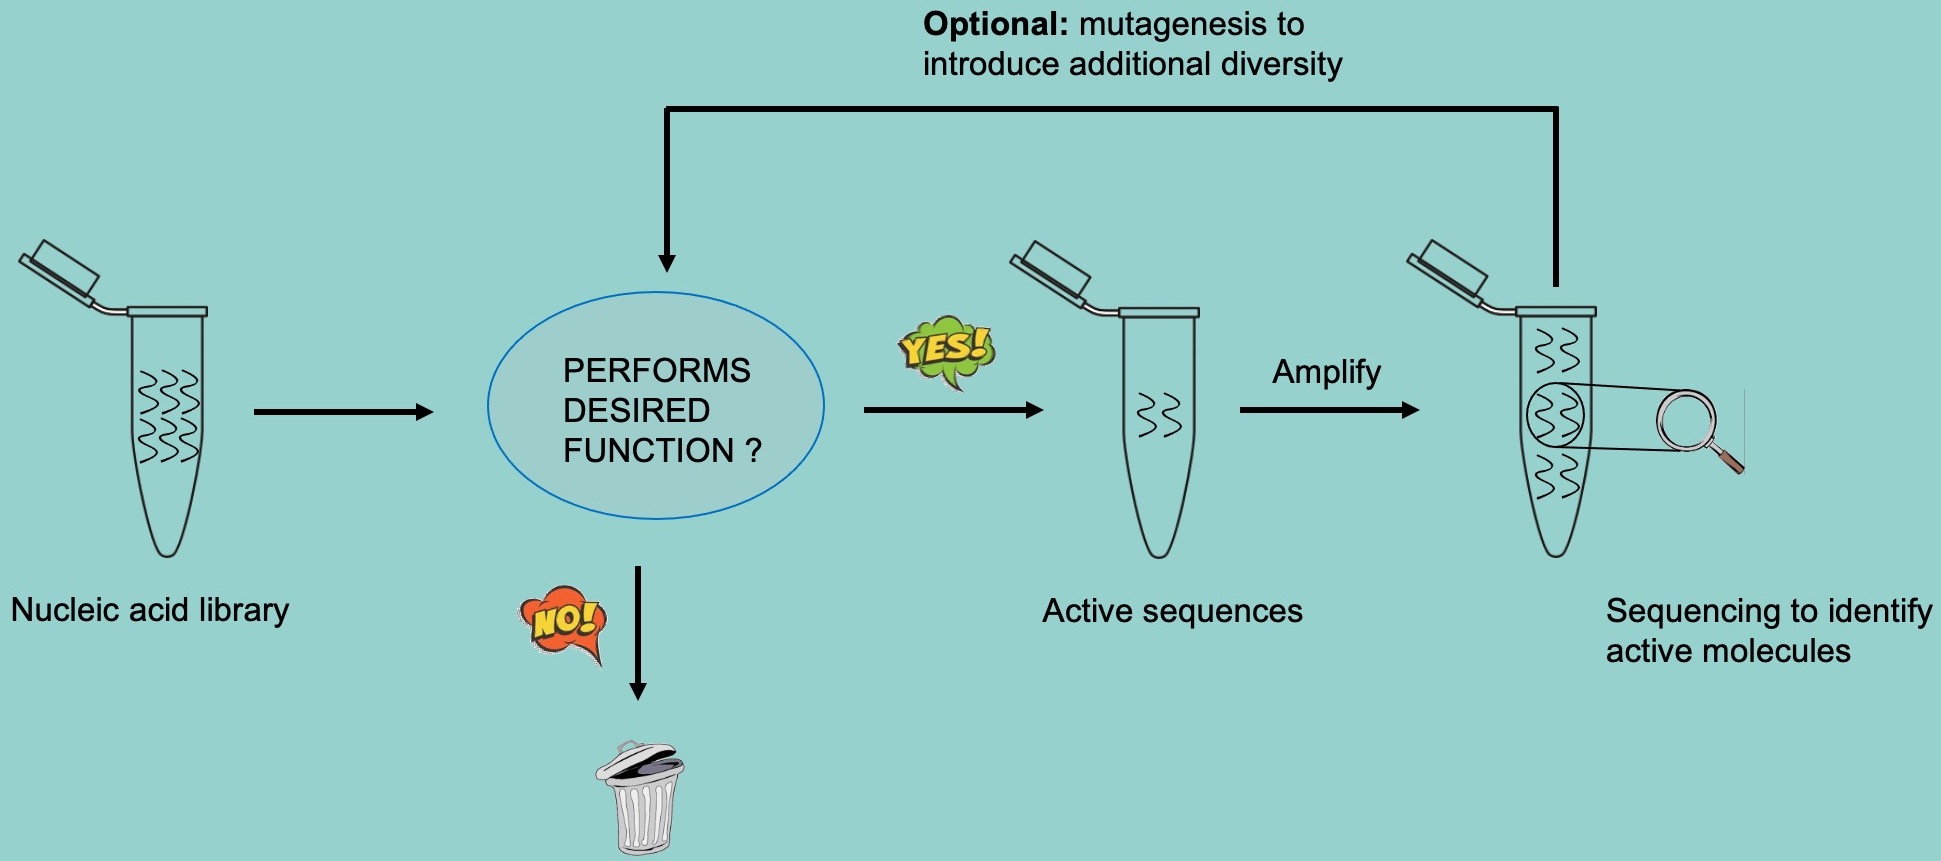 Optional: mutagenesis to
introduce additional diversity
PERFORMS
DESIRED
FUNCTION ?
YES!
Amplify
NO!
Nucleic acid library
Active sequences
Sequencing to identify
active molecules